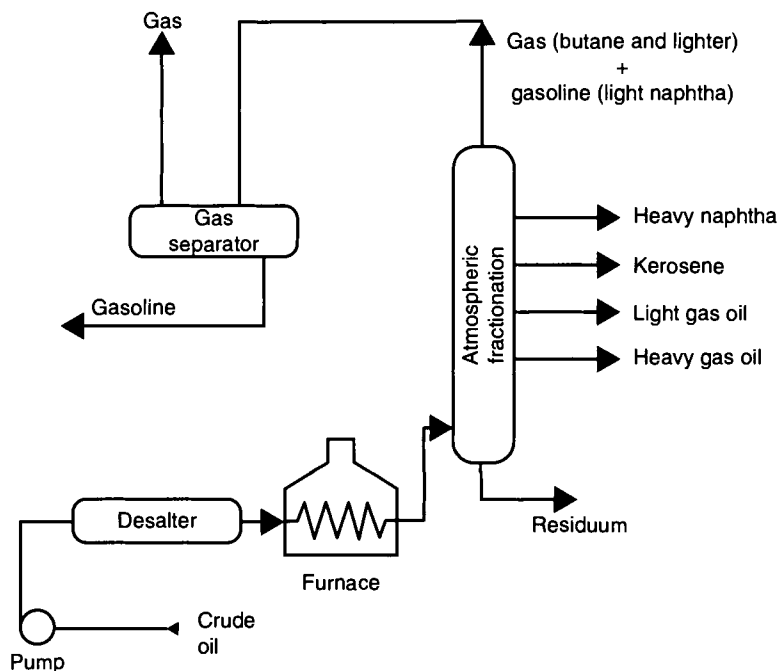 Gas
Gas (butane and lighter)
+
gasoline (light naphtha)
Gas
separator
Heavy naphtha
Kerosene
Atmospheric
fractionation
Light gas oil
Gasoline
Heavy gas oil
Desalter
Residuum
Furnace
Crude
oil
Pump